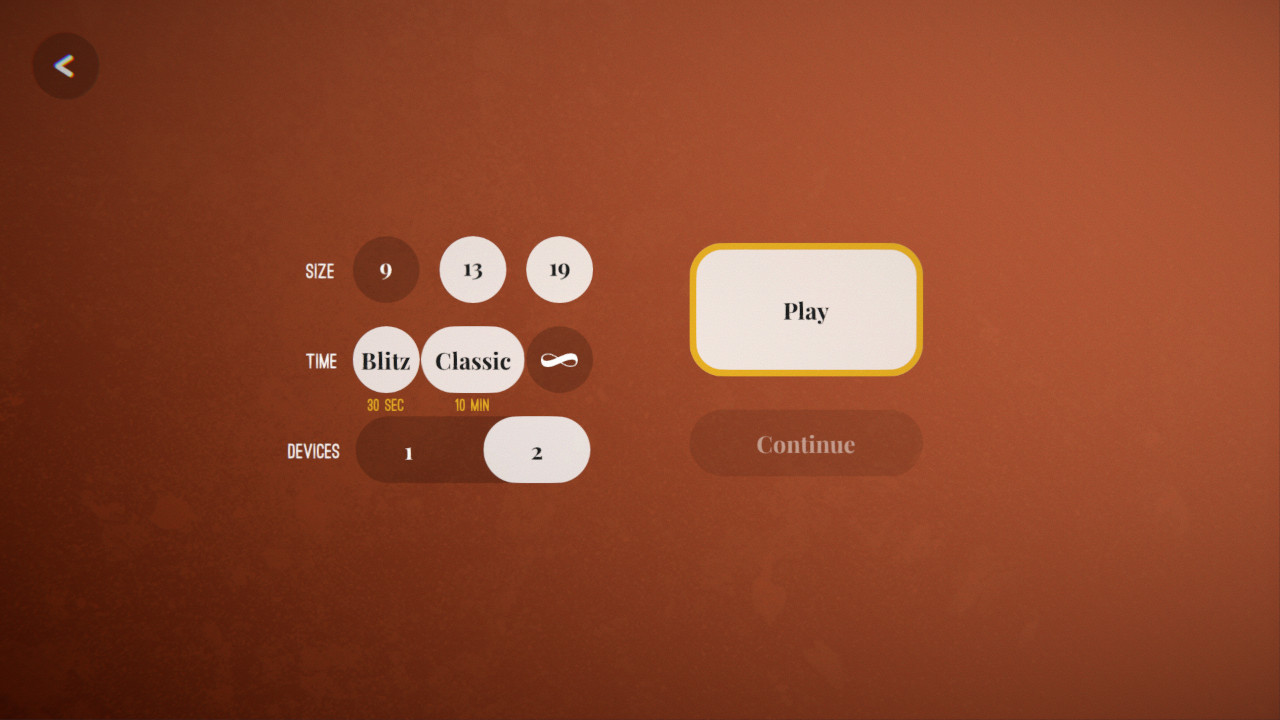 SIZE 9 13 19
Play
TIME Blitz Classic ∞
30 SEC 10 MIN
DEVICES 1 2
Continue